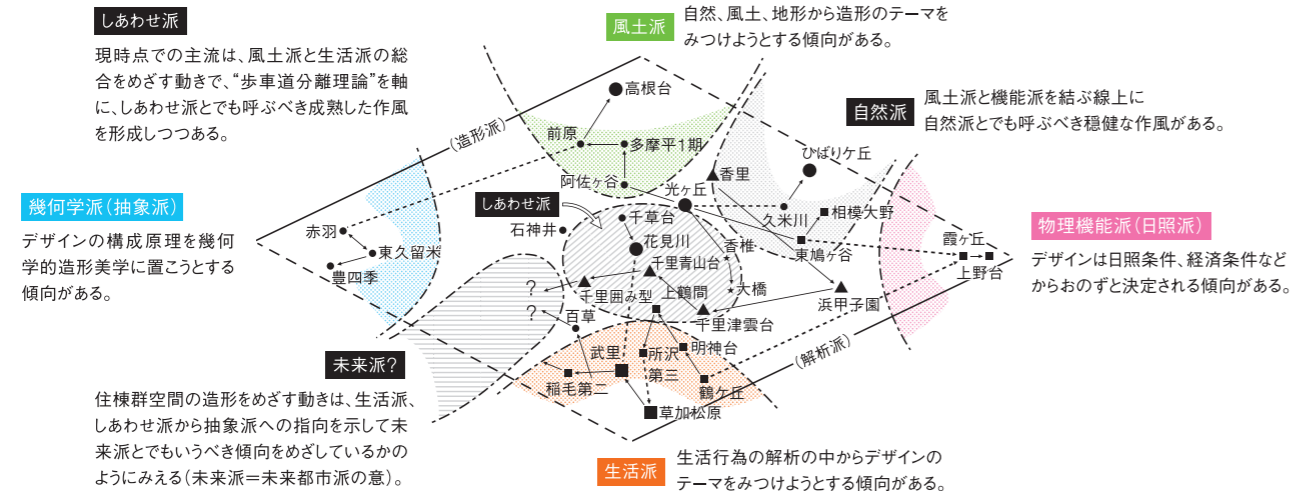 しあわせ派
現時点での主流は、風土派と生活派の総
合をめざす動きで、“歩車道分離理論”を軸
に、しあわせ派とでも呼ぶべき成熟した作風
を形成しつつある。
風土派
自然、風土、地形から造形のテーマを
みつけようとする傾向がある。
自然派
風土派と機能派を結ぶ線上に
自然派とでも呼ぶべき穏健な作風がある。
幾何学派(抽象派)
デザインの構成原理を幾何
学的造形美学に置こうとする
傾向がある。
物理機能派(日照派)
デザインは日照条件、経済条件など
からおのずと決定される傾向がある。
未来派?
住棟群空間の造形をめざす動きは、生活派、
しあわせ派から抽象派への指向を示して未
来派とでもいうべき傾向をめざしているかの
ようにみえる(未来派=未来都市派の意)。
生活派
生活行為の解析の中からデザインの
テーマをみつけようとする傾向がある。
(造形派)
(解析派)
しあわせ派
高根台
前原
多摩平1期
阿佐ヶ谷
光ヶ丘
香里
ひばりケ丘
久米川
相模大野
東鳩ヶ谷
霞ヶ丘
上野台
浜甲子園
石神井
千草台
花見川
香椎
千里青山台
大橋
千里囲み型
上鶴間
千里津雲台
赤羽
東久留米
豊四季
?
?
百草
武里
所沢
第三
明神台
鶴ケ丘
稲毛第二
草加松原